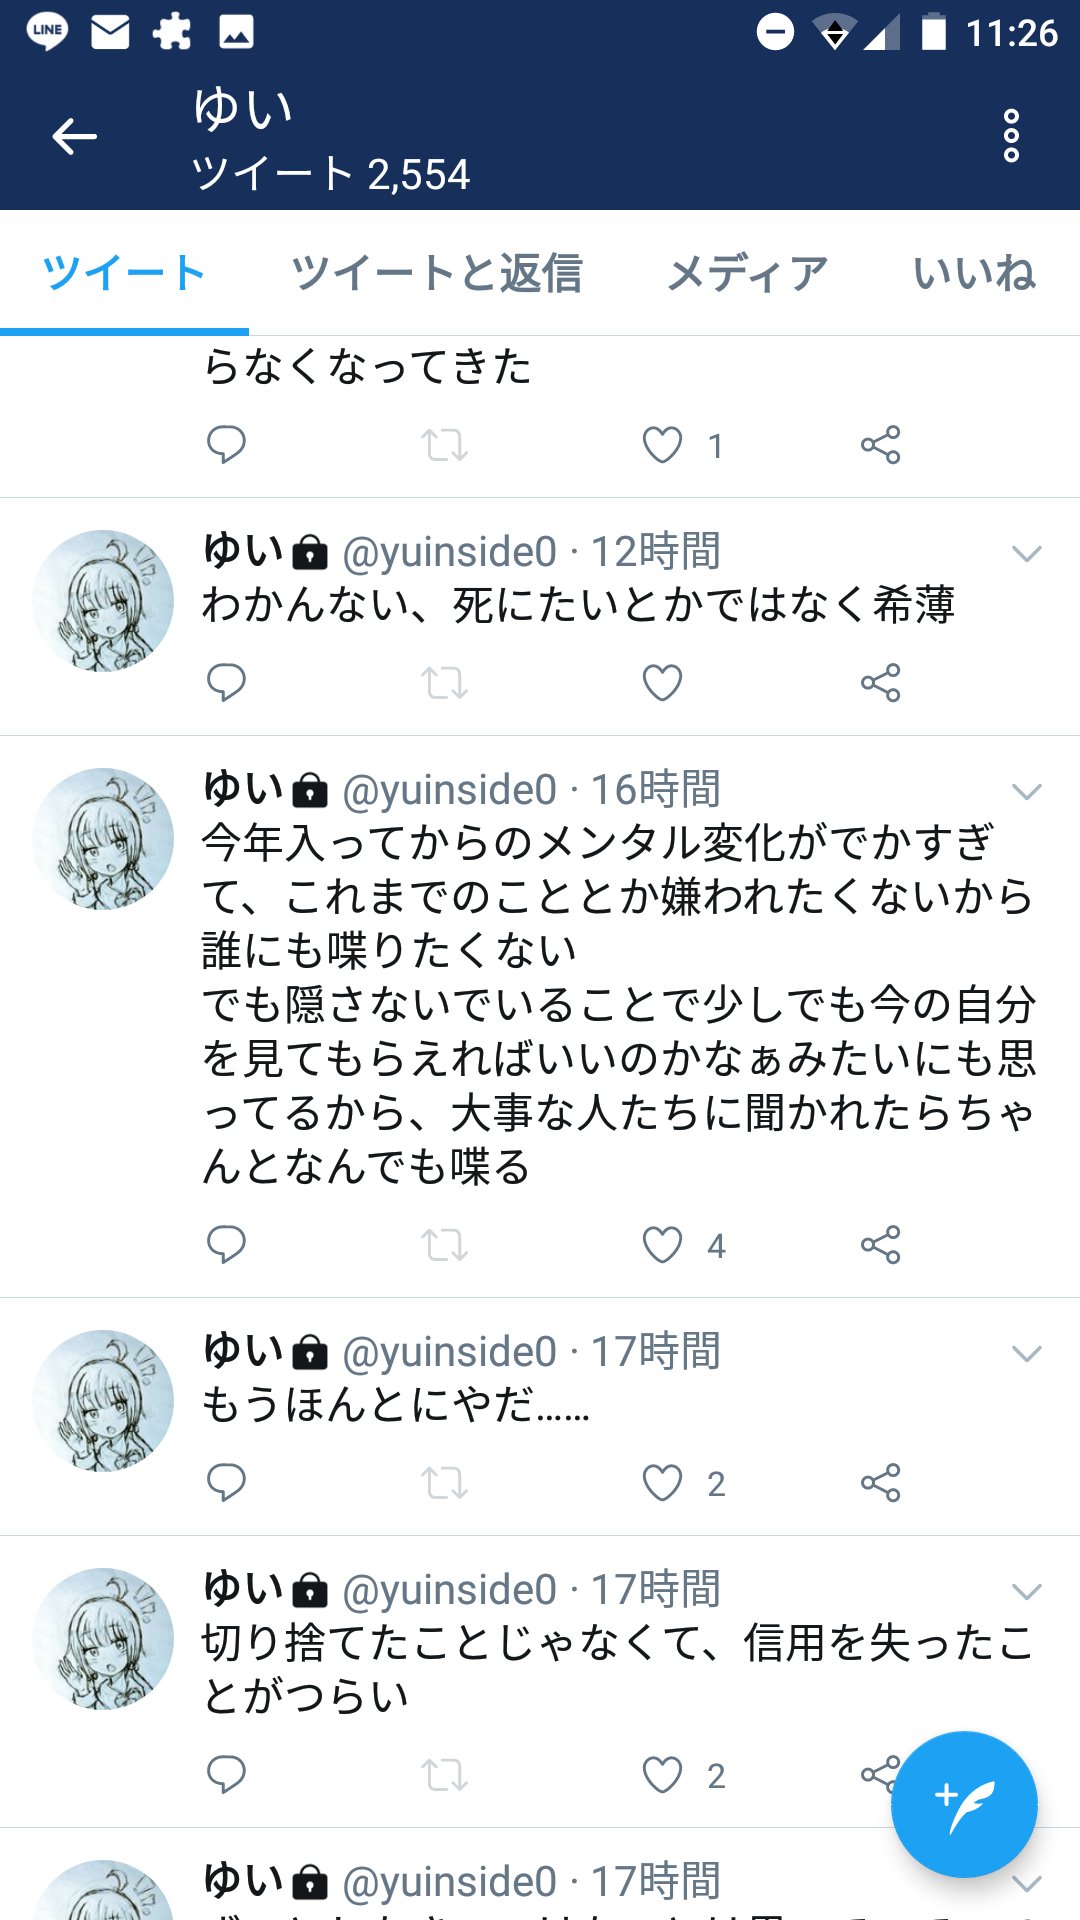 LINE
11:26
ゆい
ツイート 2,554
ツイート ツイートと返信 メディア いいね
らなくなってきた
1
ゆい @yuinside0 · 12時間
わかんない、死にたいとかではなく希薄
ゆい @yuinside0 · 16時間
今年入ってからのメンタル変化がでかすぎ
て、これまでのこととか嫌われたくないから
誰にも喋りたくない
でも隠さないでいることで少しでも今の自分
を見てもらえればいいのかなぁみたいにも思
ってるから、大事な人たちに聞かれたらちゃ
んとなんでも喋る
4
ゆい @yuinside0 · 17時間
もうほんとにやだ......
2
ゆい @yuinside0 · 17時間
切り捨てたことじゃなくて、信用を失ったこ
とがつらい
2
ゆい @yuinside0 · 17時間